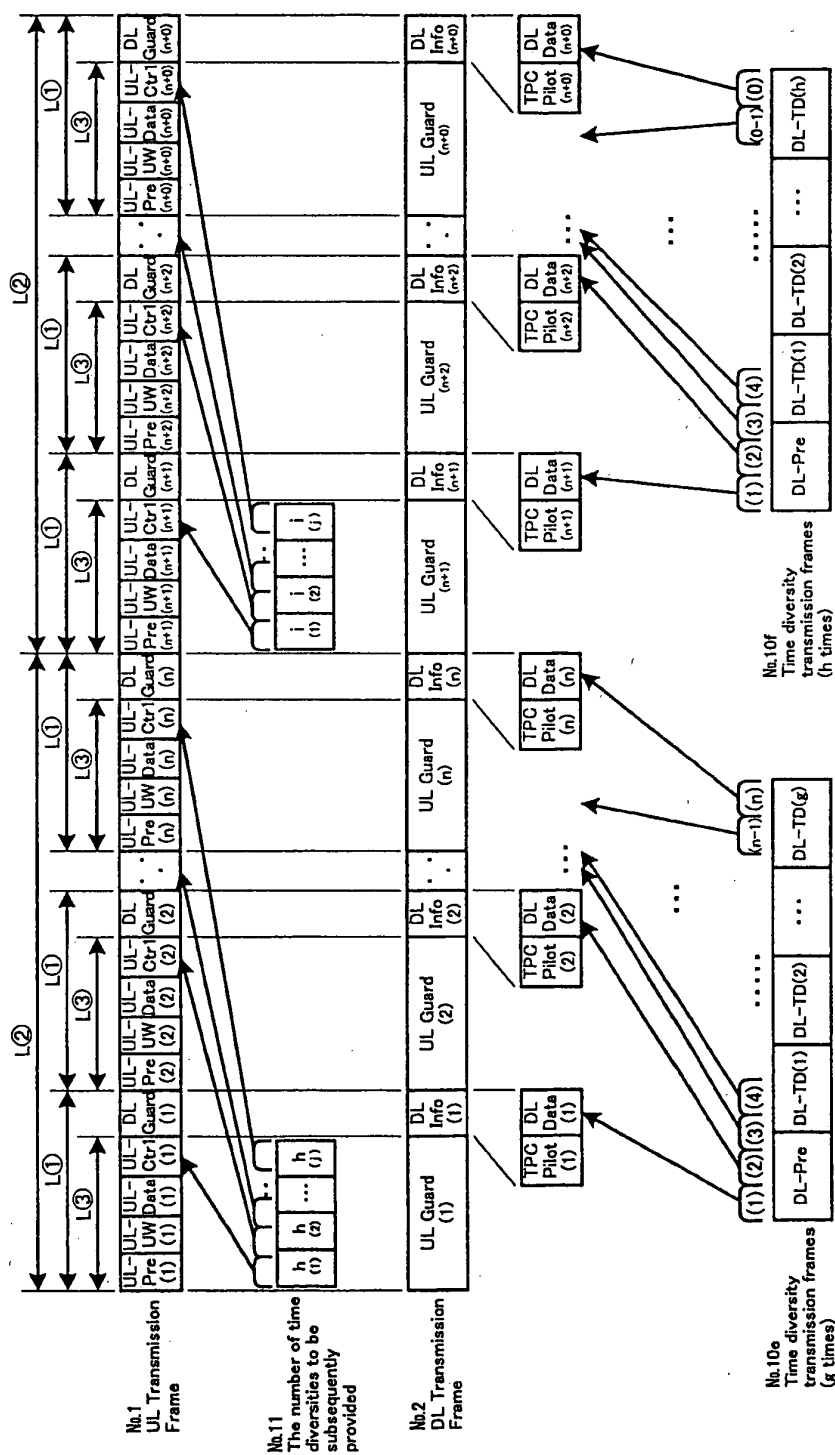 L②
L②
L①
L①
L①
L①
L①
L①
L③
L③
L③
L③
L③
L③
No.1
UL Transmission
Frame
UL-Pre (1)
UL-UW (1)
UL-Data (1)
UL-Ctrl (1)
DL Guard (1)
UL-Pre (2)
UL-UW (2)
UL-Data (2)
UL-Ctrl (2)
DL Guard (2)
. .
UL-Pre (n)
UL-UW (n)
UL-Data (n)
UL-Ctrl (n)
DL Guard (n)
UL-Pre (n+1)
UL-UW (n+1)
UL-Data (n+1)
UL-Ctrl (n+1)
DL Guard (n+1)
UL-Pre (n+2)
UL-UW (n+2)
UL-Data (n+2)
UL-Ctrl (n+2)
DL Guard (n+2)
. .
UL-Pre (n+0)
UL-UW (n+0)
UL-Data (n+0)
UL-Ctrl (n+0)
DL Guard (n+0)
No.11
The number of time
diversities to be
subsequently
provided
h (1)
h (2)
...
h (j)
i (1)
i (2)
...
i (j)
No.2
DL Transmission
Frame
UL Guard (1)
DL Info (1)
UL Guard (2)
DL Info (2)
. .
UL Guard (n)
DL Info (n)
UL Guard (n+1)
DL Info (n+1)
UL Guard (n+2)
DL Info (n+2)
. .
UL Guard (n+0)
DL Info (n+0)
TPC Pilot (1)
DL Data (1)
TPC Pilot (2)
DL Data (2)
...
TPC Pilot (n)
DL Data (n)
TPC Pilot (n+1)
DL Data (n+1)
TPC Pilot (n+2)
DL Data (n+2)
...
TPC Pilot (n+0)
DL Data (n+0)
...
...
(1) (2) (3) (4) ..... (n-1) (n)
(1) (2) (3) (4) ..... (0-1) (0)
No.10e
Time diversity
transmission frames
(g times)
DL-Pre
DL-TD(1)
DL-TD(2)
...
DL-TD(g)
No.10f
Time diversity
transmission frames
(h times)
DL-Pre
DL-TD(1)
DL-TD(2)
...
DL-TD(h)